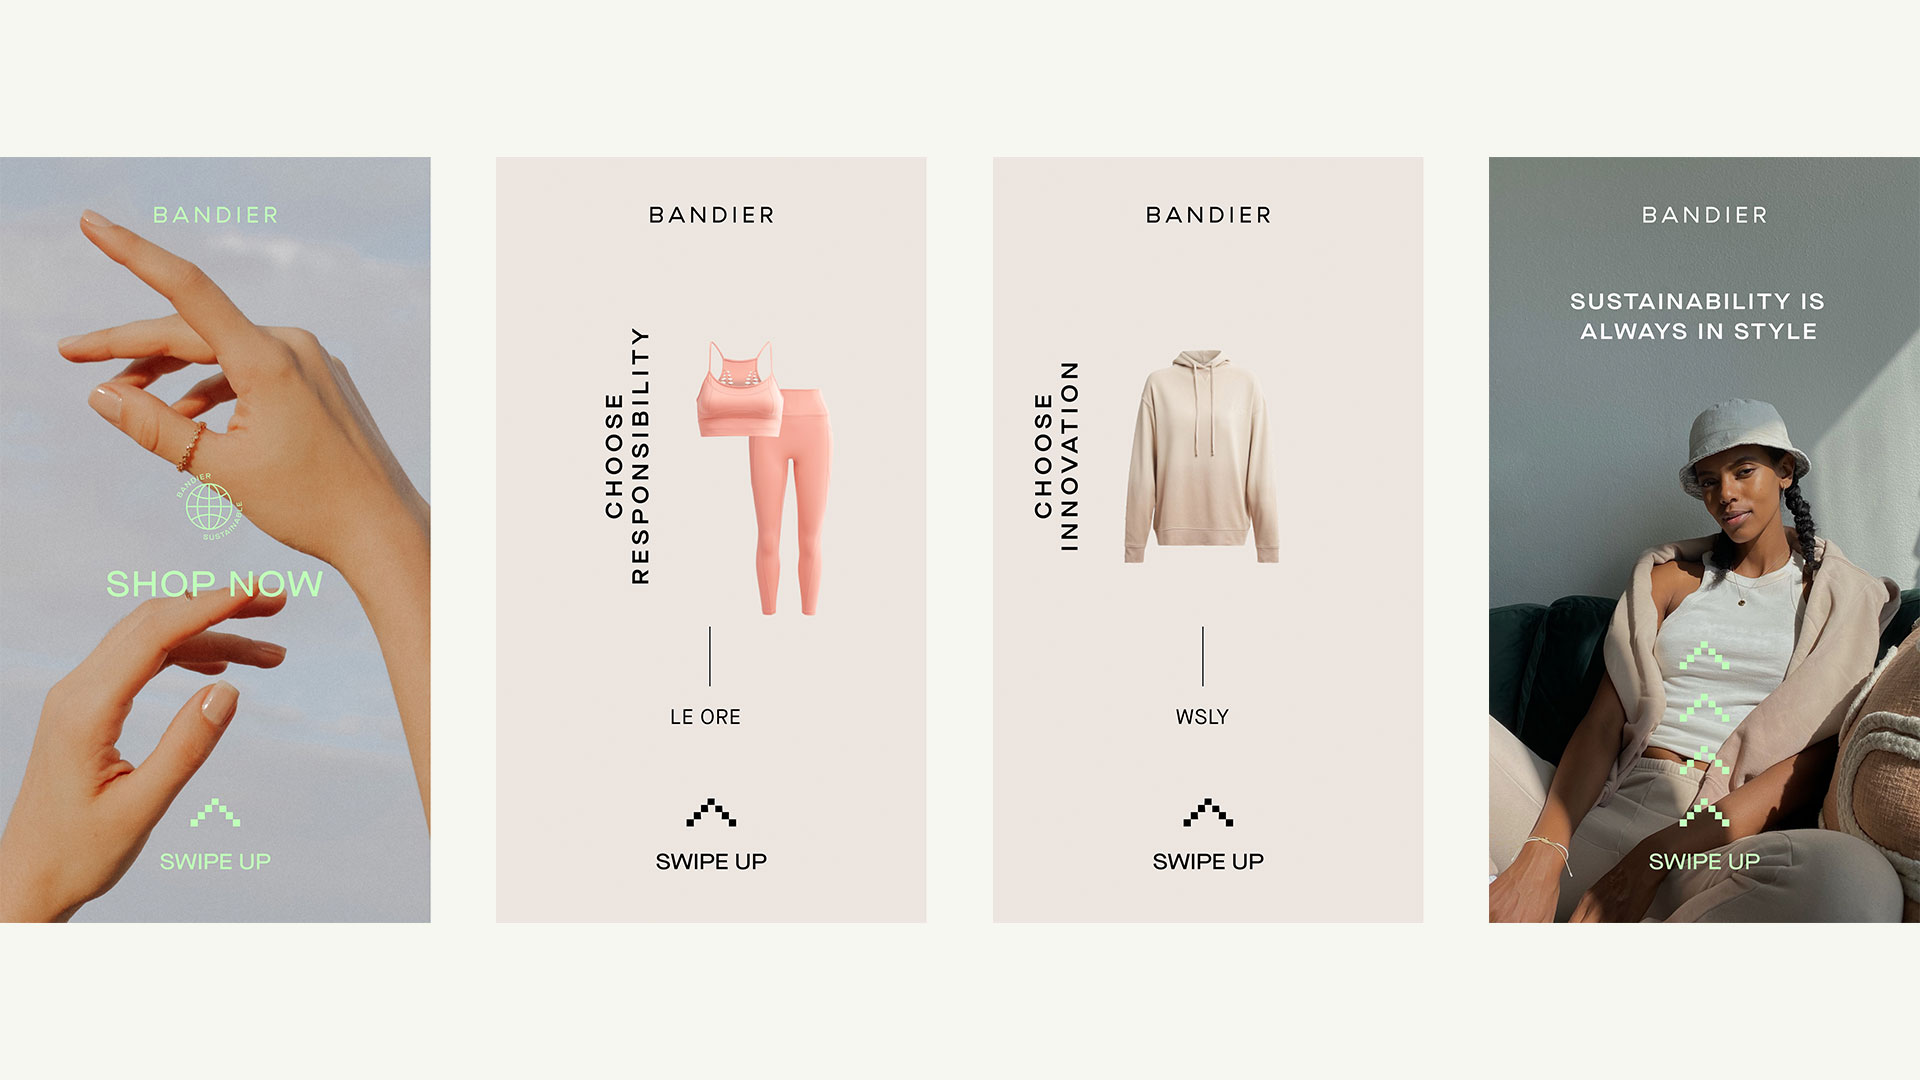 BANDIER
BANDIER
SUSTAINABLE
SHOP NOW
SWIPE UP
BANDIER
CHOOSE
RESPONSIBILITY
LE ORE
SWIPE UP
BANDIER
CHOOSE
INNOVATION
WSLY
SWIPE UP
BANDIER
SUSTAINABILITY IS
ALWAYS IN STYLE
SWIPE UP